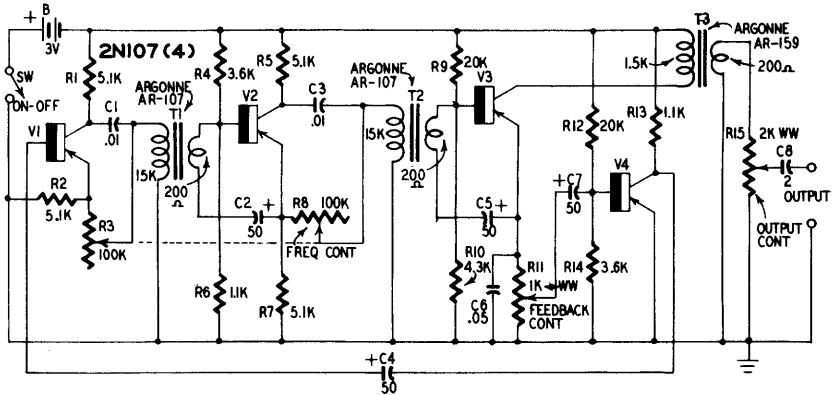 + B
3V
2N107(4)
SW
ON-OFF
R1
5.1K
V1
C1
.01
R2
5.1K
R3
100K
ARGONNE
AR-107
T1
15K
200
Ω
R4
3.6K
R5
5.1K
V2
C3
.01
C2
50
+
R8
100K
FREQ CONT
R6
1.1K
R7
5.1K
ARGONNE
AR-107
T2
15K
200
Ω
R9
20K
V3
C5
+
50
R10
4.3K
C6
.05
R11
1K WW
FEEDBACK
CONT
+
C7
50
R12
20K
R13
1.1K
V4
R14
3.6K
T3
ARGONNE
AR-159
1.5K
200Ω
R15
2K WW
C8
2
OUTPUT
OUTPUT
CONT
+C4
50